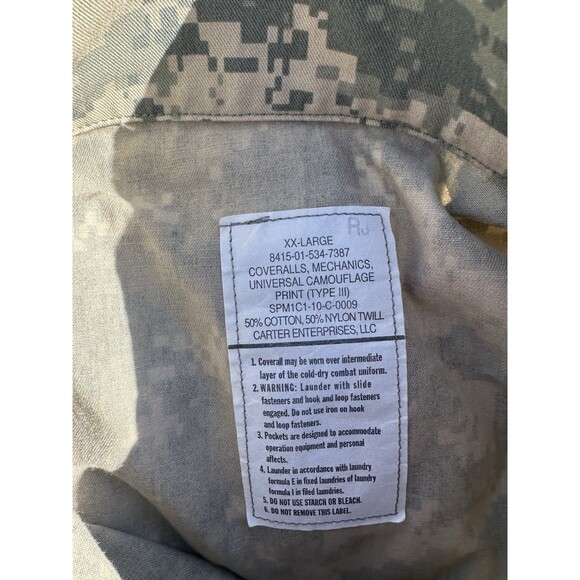 RJ
XX-LARGE
8415-01-534-7387
COVERALLS, MECHANICS,
UNIVERSAL CAMOUFLAGE
PRINT (TYPE III)
SPM1C1-10-C-0009
50% COTTON, 50% NYLON TWILL
CARTER ENTERPRISES, LLC
1. Coverall may be worn over intermediate
layer of the cold-dry combat uniform.
2. WARNING: Launder with slide
fasteners and hook and loop fasteners
engaged. Do not use iron on hook
and loop fasteners.
3. Pockets are designed to accommodate
operation equipment and personal
affects.
4. Launder in accordance with laundry
formula E in fixed laundries of laundry
formula I in filed laundries.
5. DO NOT USE STARCH OR BLEACH.
6. DO NOT REMOVE THIS LABEL.